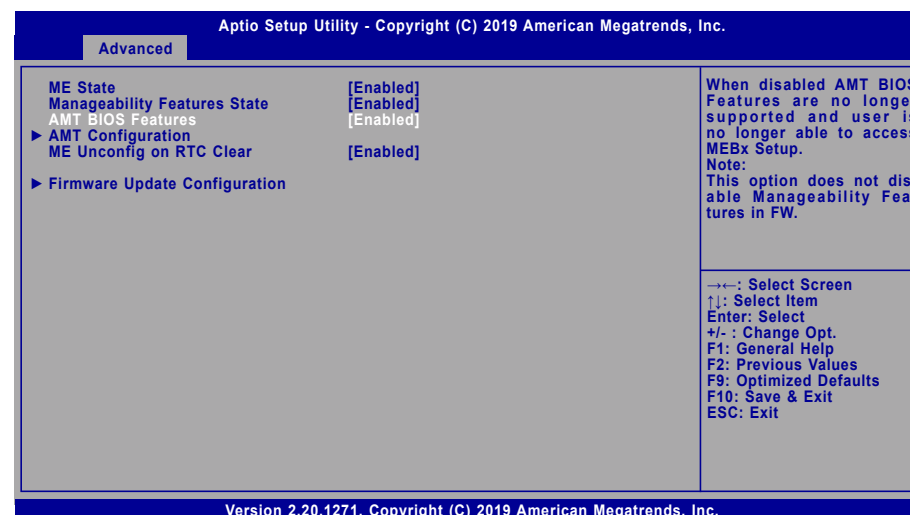 Aptio Setup Utility - Copyright (C) 2019 American Megatrends, Inc.
Advanced
ME State [Enabled]
Manageability Features State [Enabled]
AMT BIOS Features [Enabled]
► AMT Configuration
ME Unconfig on RTC Clear [Enabled]
► Firmware Update Configuration
When disabled AMT BIOS
Features are no longe
supported and user is
no longer able to acces
MEBx Setup.
Note:
This option does not dis
able Manageability Fea
tures in FW.
→←: Select Screen
↑↓: Select Item
Enter: Select
+/- : Change Opt.
F1: General Help
F2: Previous Values
F9: Optimized Defaults
F10: Save & Exit
ESC: Exit
Version 2.20.1271. Copyright (C) 2019 American Megatrends, Inc.